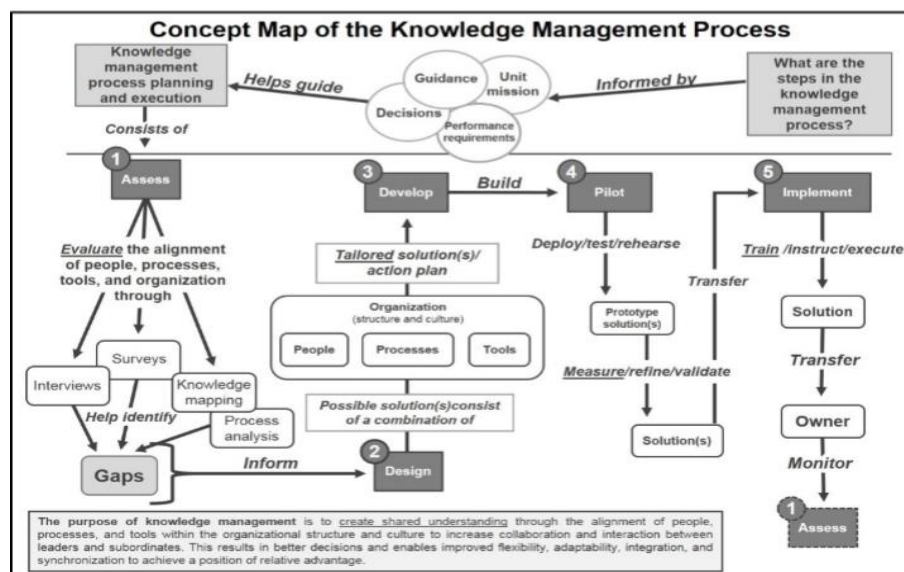 Concept Map of the Knowledge Management Process
Knowledge
management
process planning
and execution
Helps guide
Guidance
Unit
mission
Decisions
Performance
requirements
Informed by
What are the
steps in the
knowledge
management
process?
Consists of
1
Assess
Evaluate the alignment
of people, processes,
tools, and organization
through
Interviews
Surveys
Knowledge
mapping
Process
analysis
Help identify
Gaps
Inform
2
Design
Possible solution(s)consist
of a combination of
Organization
(structure and culture)
People
Processes
Tools
Tailored solution(s)/
action plan
3
Develop
Build
4
Pilot
Deploy/test/rehearse
Prototype
solution(s)
Measure/refine/validate
Solution(s)
Transfer
5
Implement
Train /instruct/execute
Solution
Transfer
Owner
Monitor
1
Assess
The purpose of knowledge management is to create shared understanding through the alignment of people,
processes, and tools within the organizational structure and culture to increase collaboration and interaction between
leaders and subordinates. This results in better decisions and enables improved flexibility, adaptability, integration, and
synchronization to achieve a position of relative advantage.